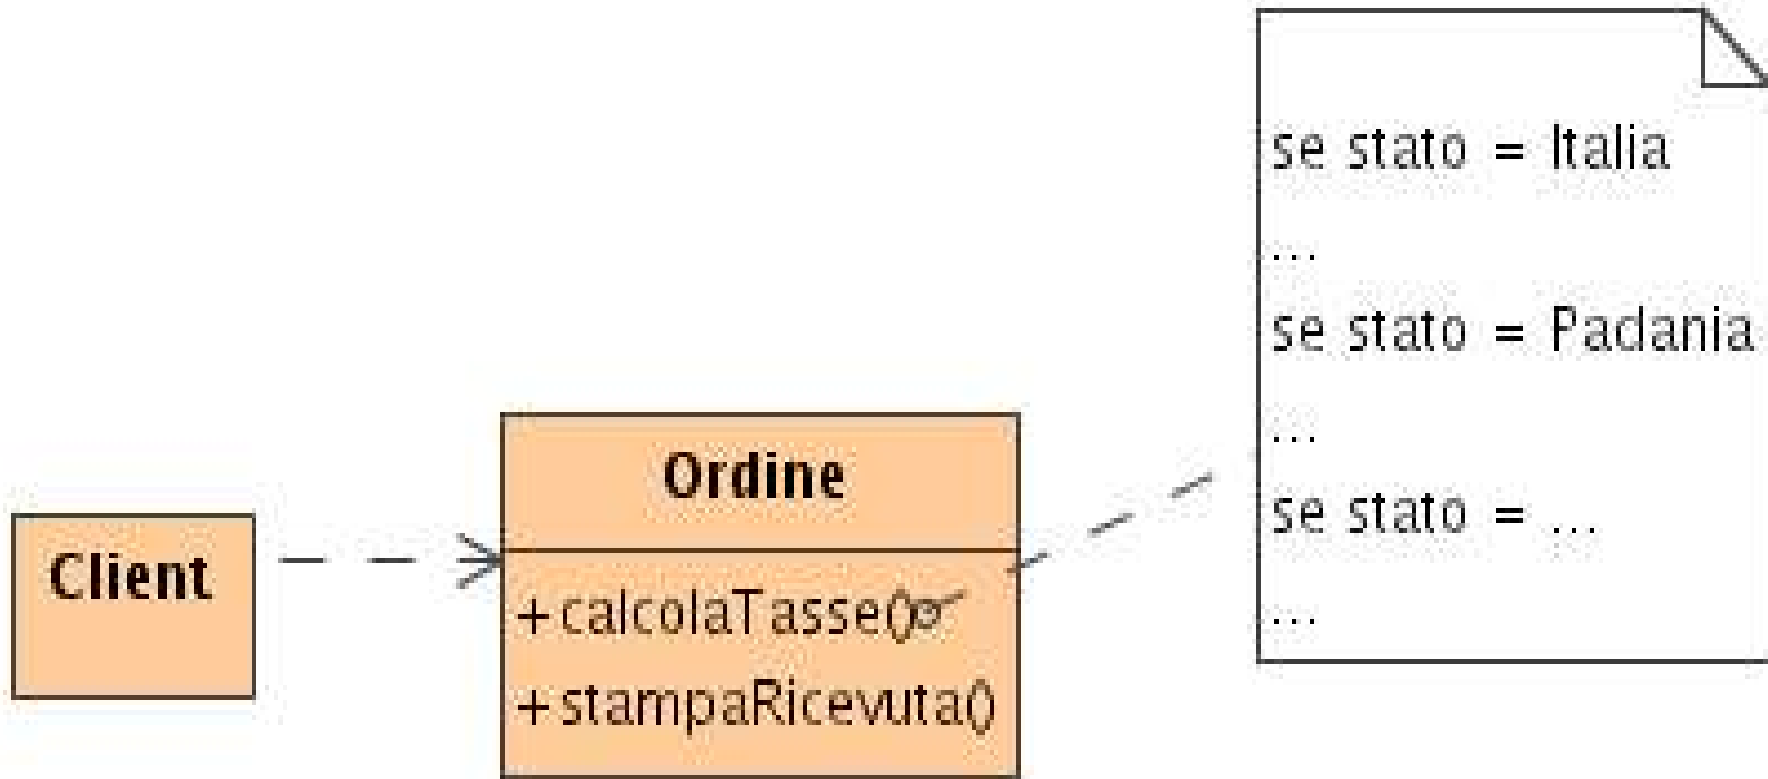 Client
Ordine
+calcolaTasse()
+stampaRicevuta()
se stato = Italia
...
se stato = Padania
...
se stato = ...
...